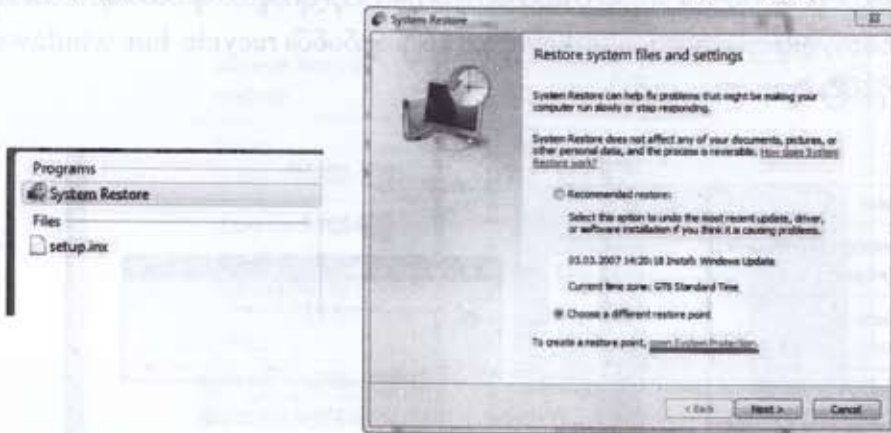 Programs
System Restore
Files
setup.inx
System Restore
Restore system files and settings
System Restore can help fix problems that might be making your
computer run slowly or stop responding.
System Restore does not affect any of your documents, pictures, or
other personal data, and the process is reversible. How does System
Restore work?
Recommended restore:
Select this option to undo the most recent update, driver,
or software installation if you think it is causing problems.
03.03.2007 14:20:18 Install: Windows Update
Current time zone: GTB Standard Time
Choose a different restore point
To create a restore point, open System Protection.
< Back
Next >
Cancel